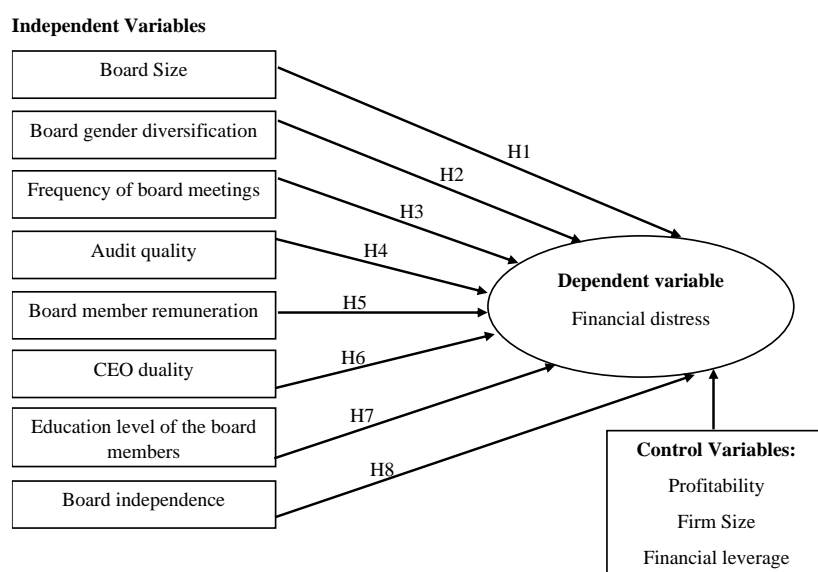 Independent Variables
Board Size
Board gender diversification
Frequency of board meetings
Audit quality
Board member remuneration
CEO duality
Education level of the board
members
Board independence
H1
H2
H3
H4
H5
H6
H7
H8
Dependent variable
Financial distress
Control Variables:
Profitability
Firm Size
Financial leverage